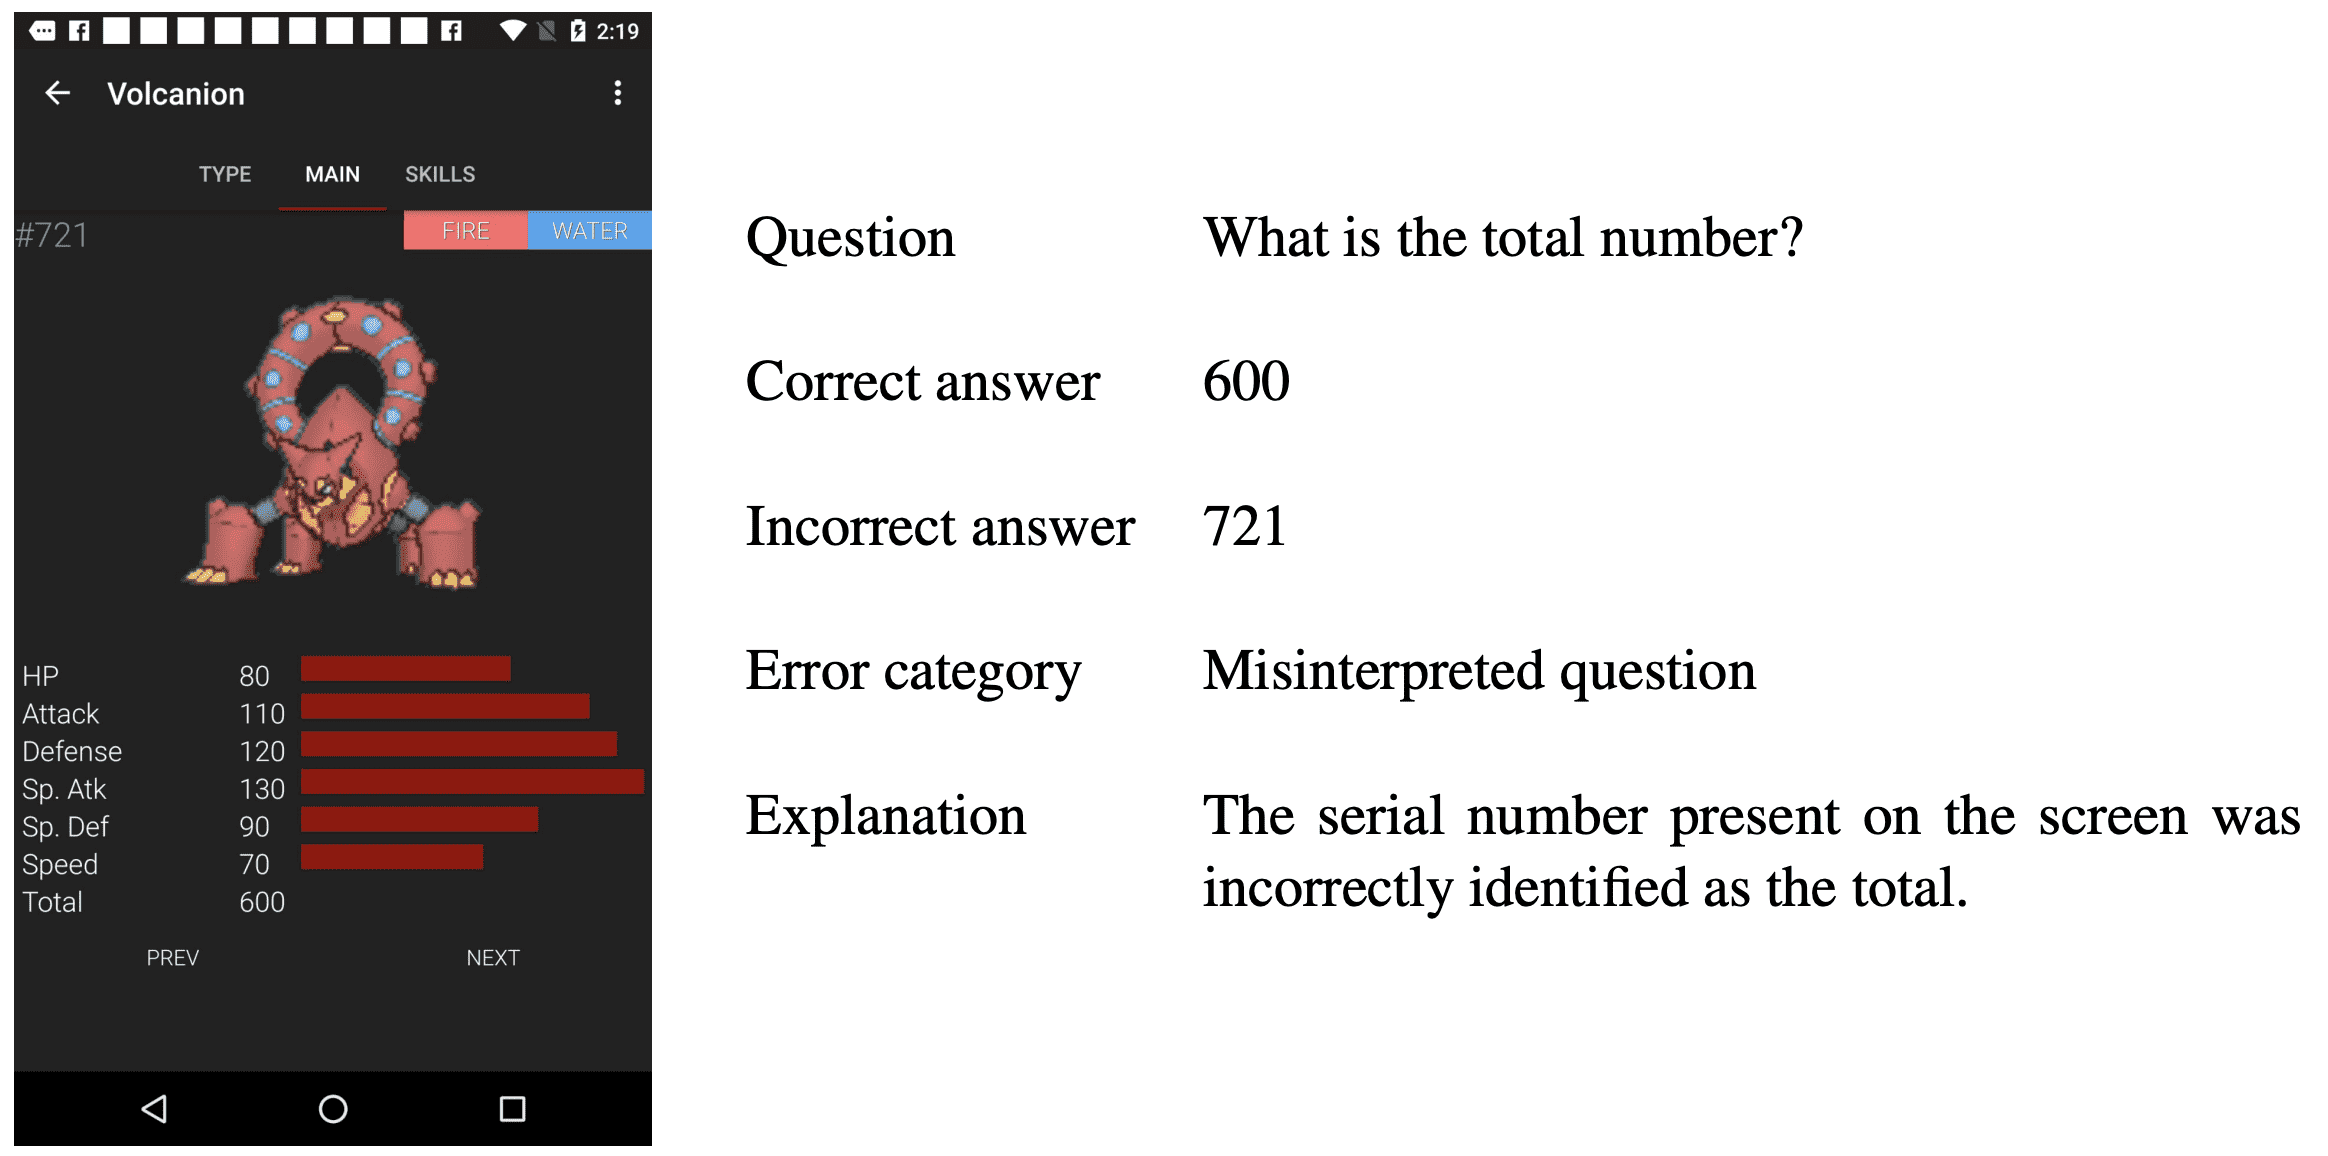 2:19
Volcanion
TYPE MAIN SKILLS
#721 FIRE WATER
HP 80
Attack 110
Defense 120
Sp. Atk 130
Sp. Def 90
Speed 70
Total 600
PREV NEXT
Question What is the total number?
Correct answer 600
Incorrect answer 721
Error category Misinterpreted question
Explanation The serial number present on the screen was
incorrectly identified as the total.